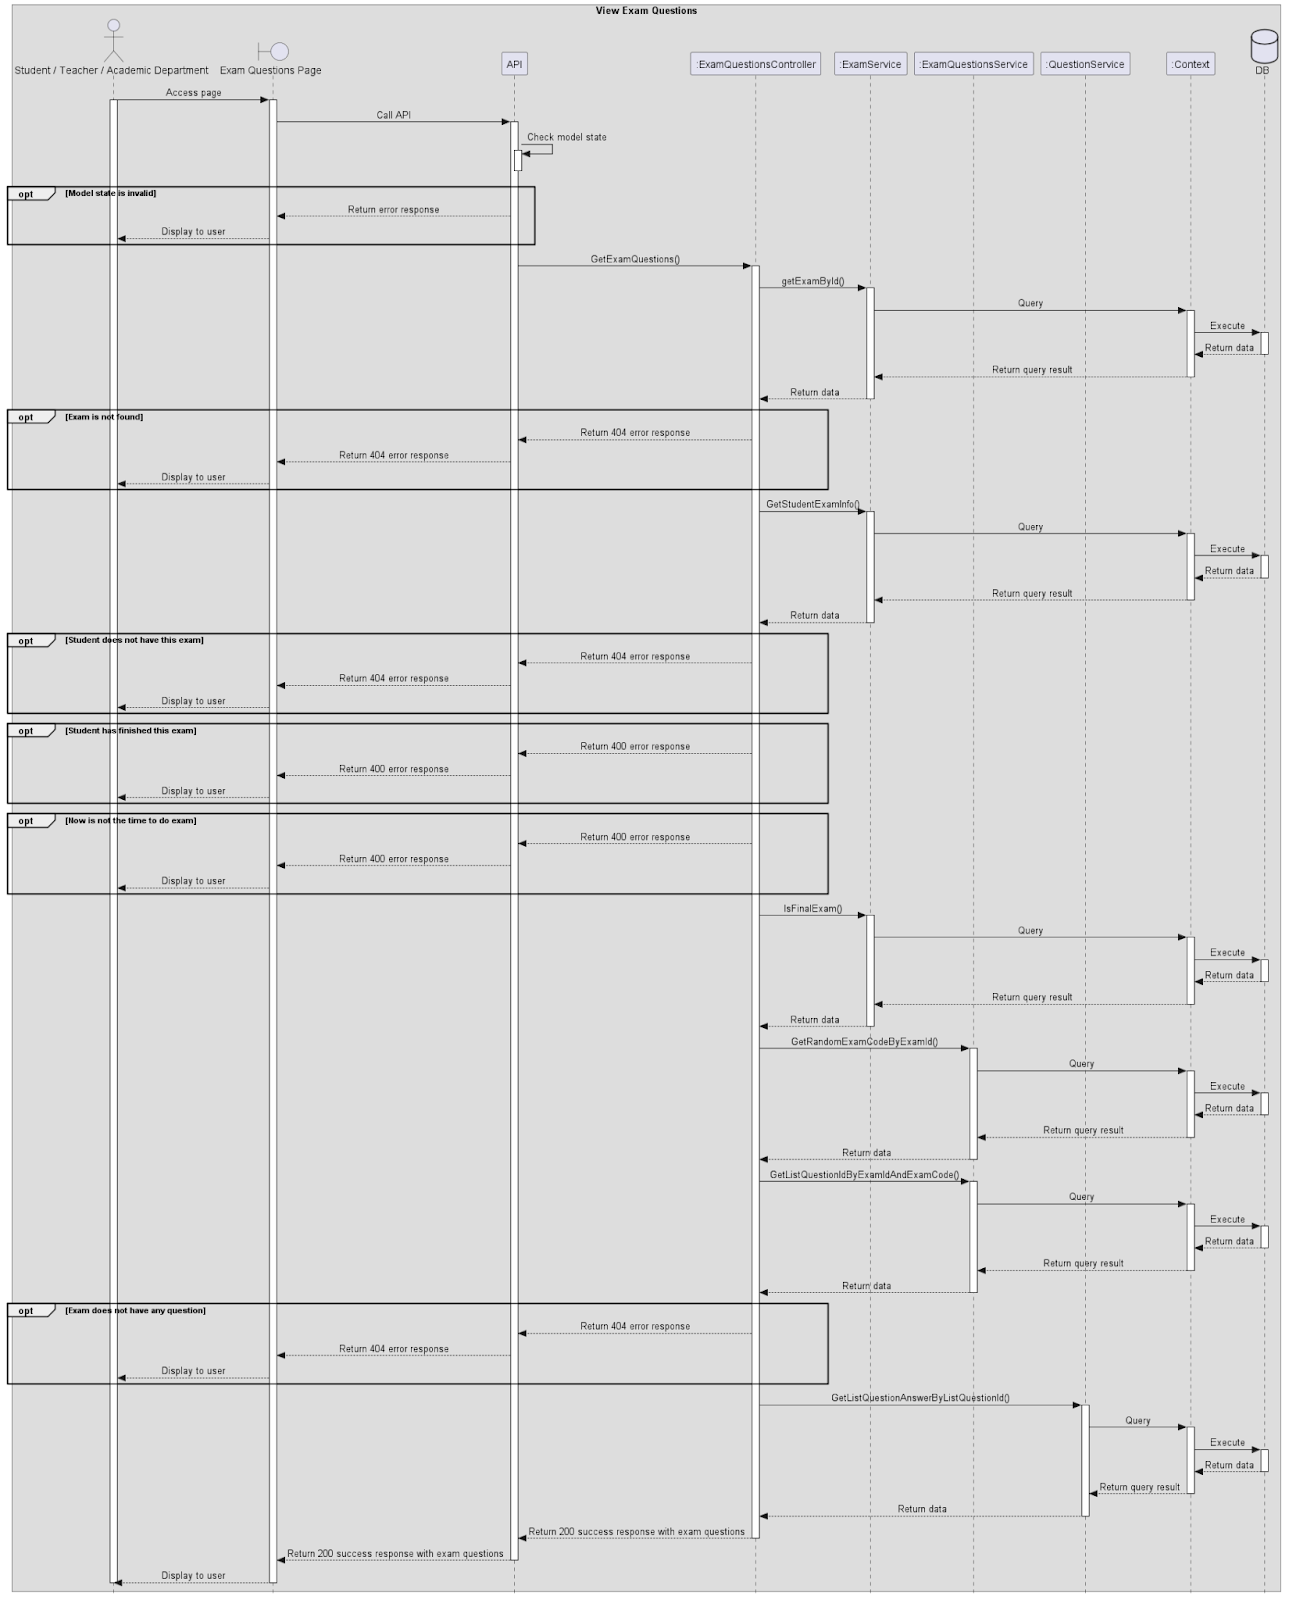 View Exam Questions
Student / Teacher / Academic Department
Exam Questions Page
API
:ExamQuestionsController
:ExamService
:ExamQuestionsService
:QuestionService
:Context
DB
Access page
Call API
Check model state
opt [Model state is invalid]
Return error response
Display to user
GetExamQuestions()
getExamById()
Query
Execute
Return data
Return query result
Return data
opt [Exam is not found]
Return 404 error response
Return 404 error response
Display to user
GetStudentExamInfo()
Query
Execute
Return data
Return query result
Return data
opt [Student does not have this exam]
Return 404 error response
Return 404 error response
Display to user
opt [Student has finished this exam]
Return 400 error response
Return 400 error response
Display to user
opt [Now is not the time to do exam]
Return 400 error response
Return 400 error response
Display to user
IsFinalExam()
Query
Execute
Return data
Return query result
Return data
GetRandomExamCodeByExamId()
Query
Execute
Return data
Return query result
Return data
GetListQuestionIdByExamIdAndExamCode()
Query
Execute
Return data
Return query result
Return data
opt [Exam does not have any question]
Return 404 error response
Return 404 error response
Display to user
GetListQuestionAnswerByListQuestionId()
Query
Execute
Return data
Return query result
Return data
Return 200 success response with exam questions
Return 200 success response with exam questions
Display to user